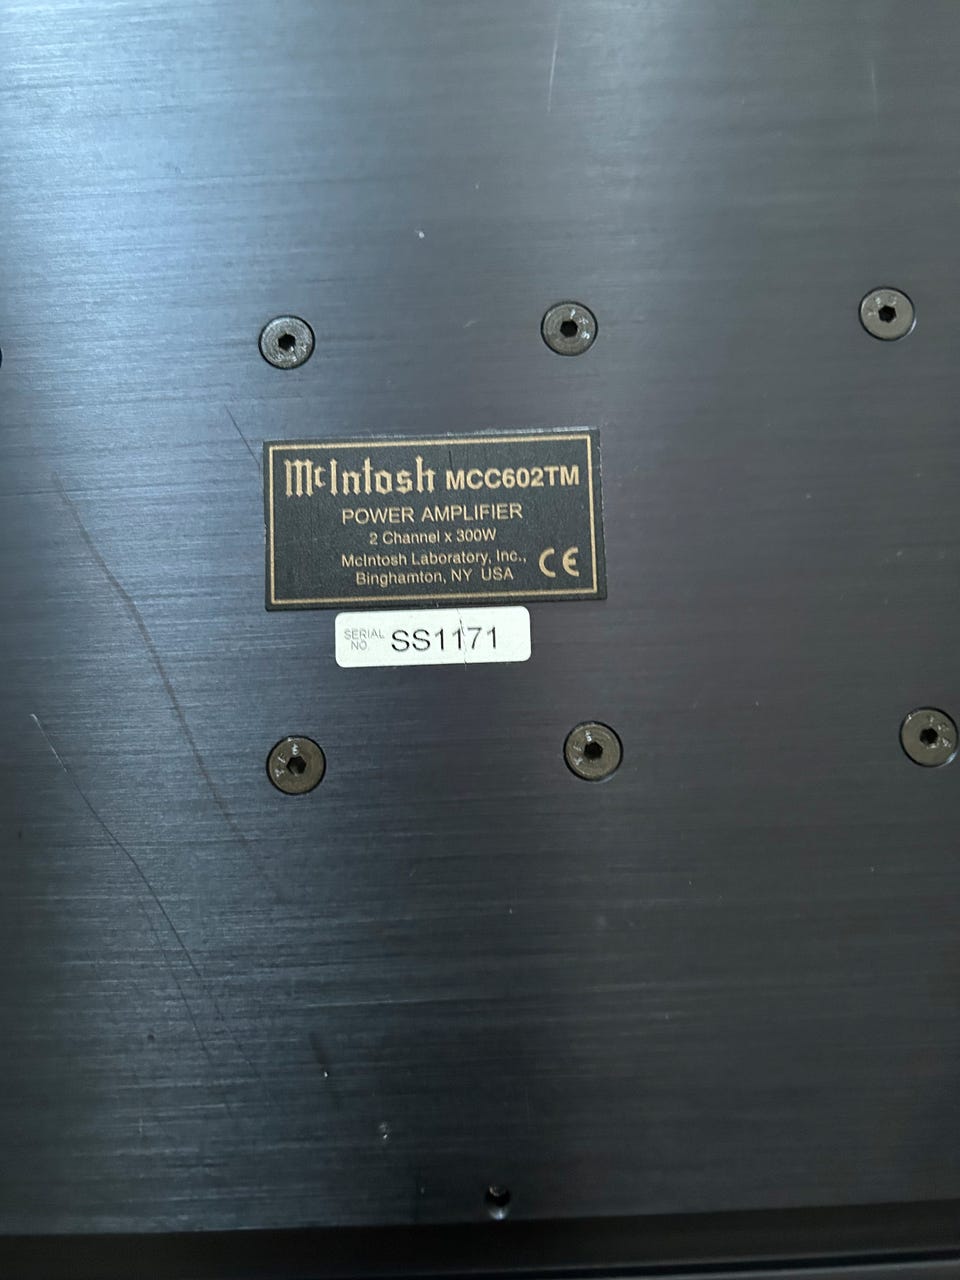 McIntosh MCC602TM
POWER AMPLIFIER
2 Channel x 300W
McIntosh Laboratory, Inc.,
Binghamton, NY USA
CE
SERIAL NO. SS1171